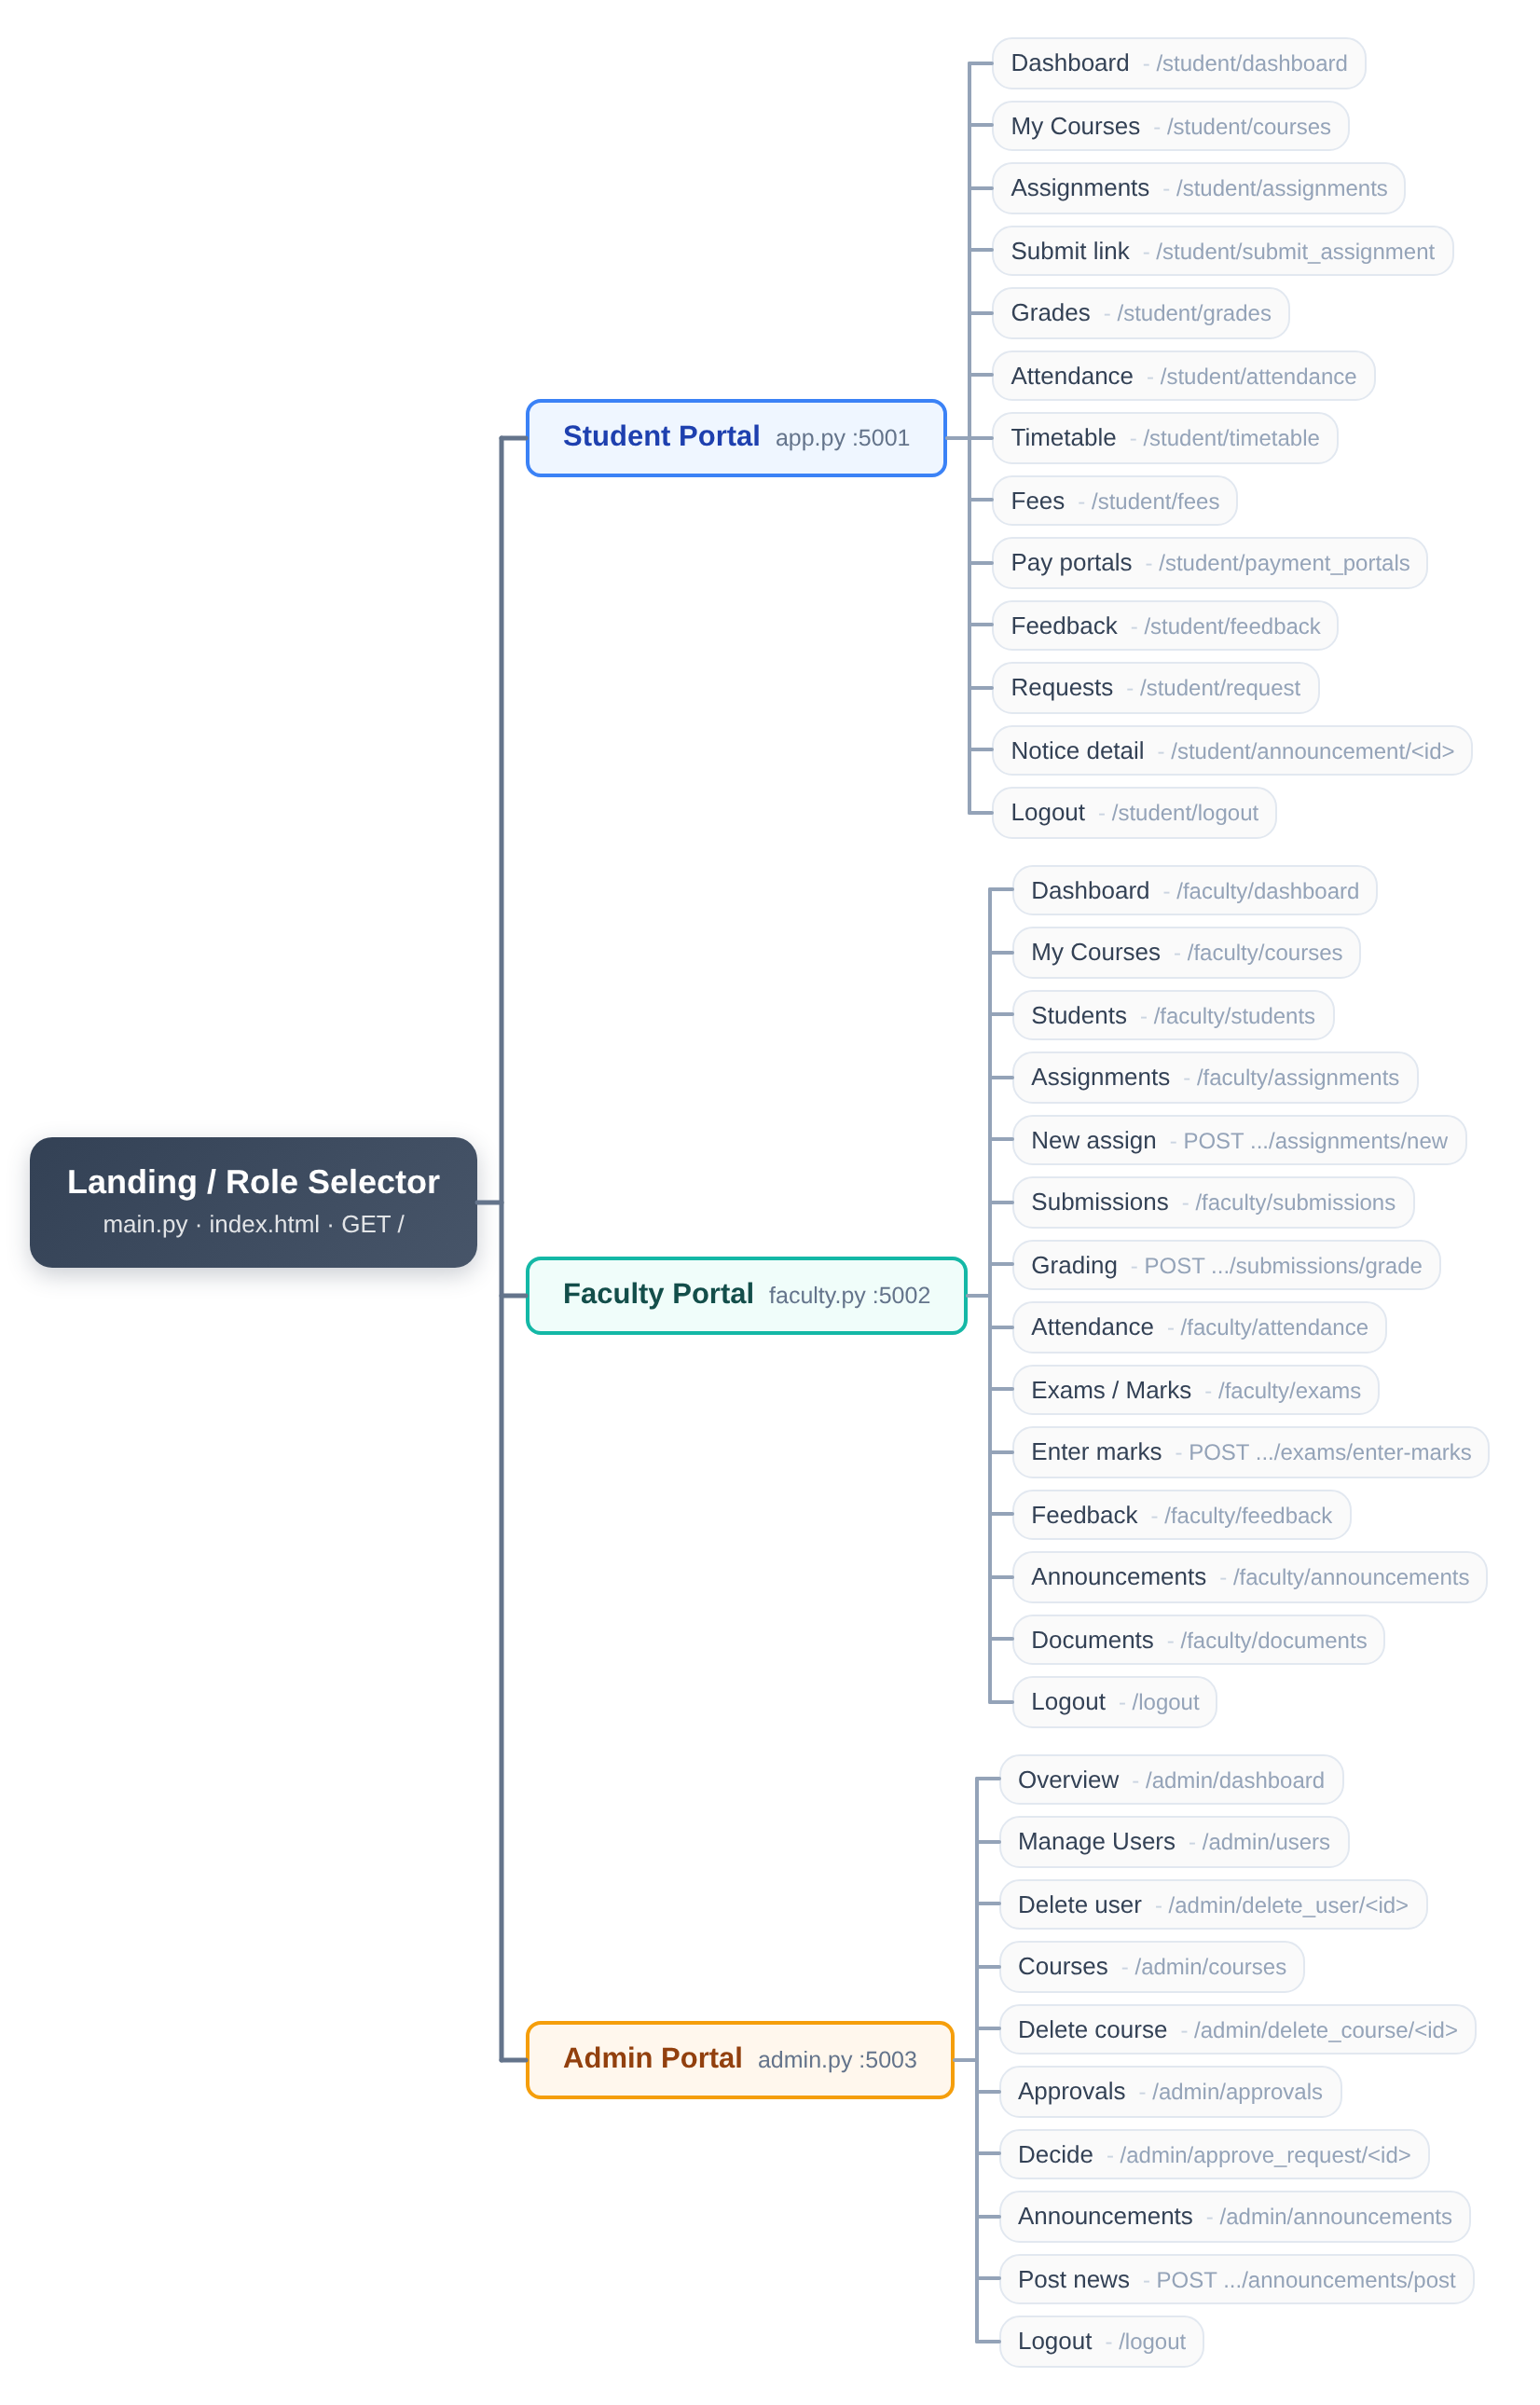 Landing / Role Selector
main.py · index.html · GET /
Student Portal app.py :5001
Dashboard - /student/dashboard
My Courses - /student/courses
Assignments - /student/assignments
Submit link - /student/submit_assignment
Grades - /student/grades
Attendance - /student/attendance
Timetable - /student/timetable
Fees - /student/fees
Pay portals - /student/payment_portals
Feedback - /student/feedback
Requests - /student/request
Notice detail - /student/announcement/<id>
Logout - /student/logout
Faculty Portal faculty.py :5002
Dashboard - /faculty/dashboard
My Courses - /faculty/courses
Students - /faculty/students
Assignments - /faculty/assignments
New assign - POST .../assignments/new
Submissions - /faculty/submissions
Grading - POST .../submissions/grade
Attendance - /faculty/attendance
Exams / Marks - /faculty/exams
Enter marks - POST .../exams/enter-marks
Feedback - /faculty/feedback
Announcements - /faculty/announcements
Documents - /faculty/documents
Logout - /logout
Admin Portal admin.py :5003
Overview - /admin/dashboard
Manage Users - /admin/users
Delete user - /admin/delete_user/<id>
Courses - /admin/courses
Delete course - /admin/delete_course/<id>
Approvals - /admin/approvals
Decide - /admin/approve_request/<id>
Announcements - /admin/announcements
Post news - POST .../announcements/post
Logout - /logout